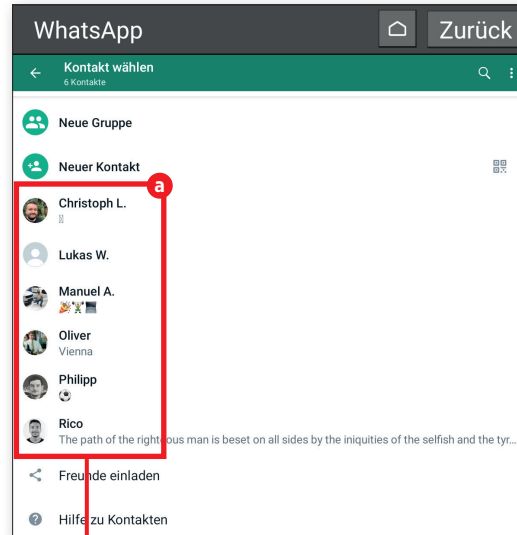 WhatsApp Zurück
Kontakt wählen
6 Kontakte
Neue Gruppe
Neuer Kontakt
a
Christoph L.
Lukas W.
Manuel A.
🎉🏋️🌉
Oliver
Vienna
Philipp
⚽
Rico
The path of the righteous man is beset on all sides by the iniquities of the selfish and the tyr...
Freunde einladen
Hilfe zu Kontakten